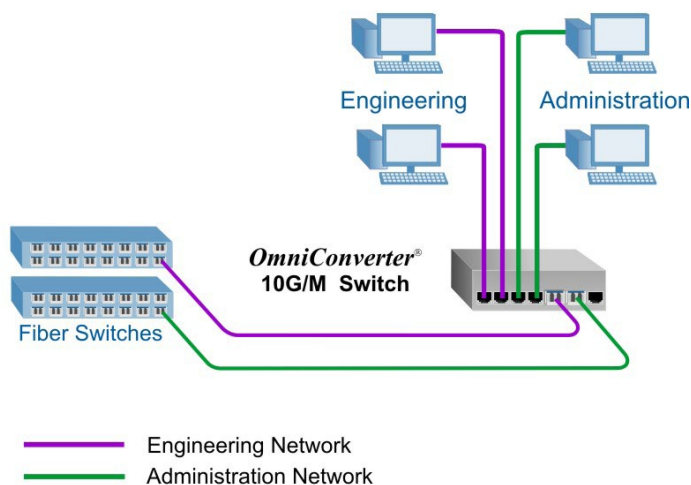 Engineering
Administration
OmniConverter®
10G/M Switch
Fiber Switches
Engineering Network
Administration Network